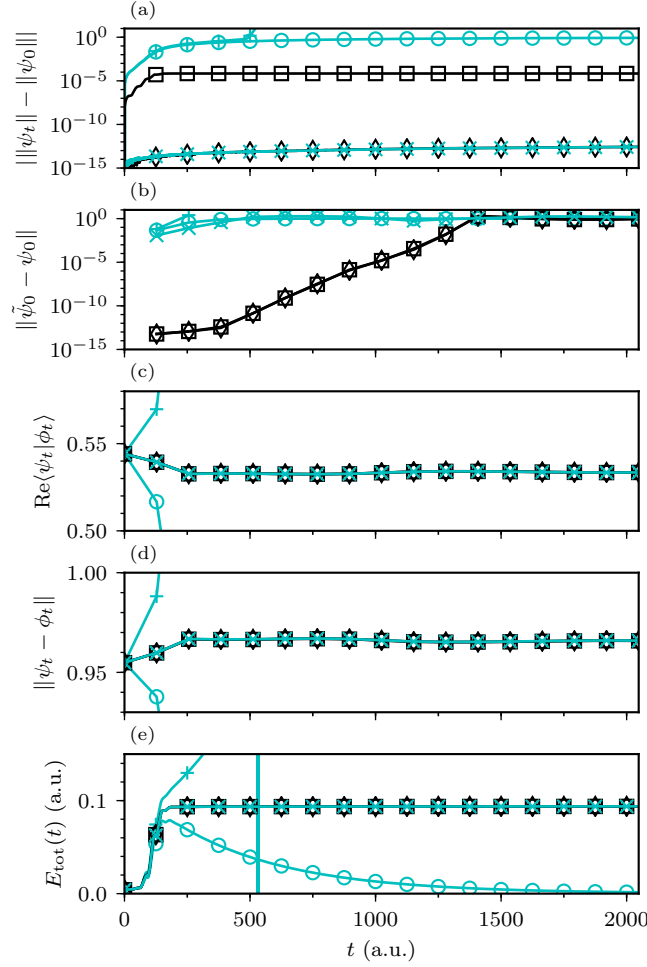 (a)
10^0
10^{-5}
10^{-10}
10^{-15}
|‖ψ_t‖ − ‖ψ_0‖|
(b)
10^0
10^{-5}
10^{-10}
10^{-15}
‖ψ̃_0 − ψ_0‖
(c)
0.55
0.50
Re⟨ψ_t|ϕ_t⟩
(d)
1.00
0.95
‖ψ_t − ϕ_t‖
(e)
0.1
0.0
E_tot(t) (a.u.)
0 500 1000 1500 2000
t (a.u.)